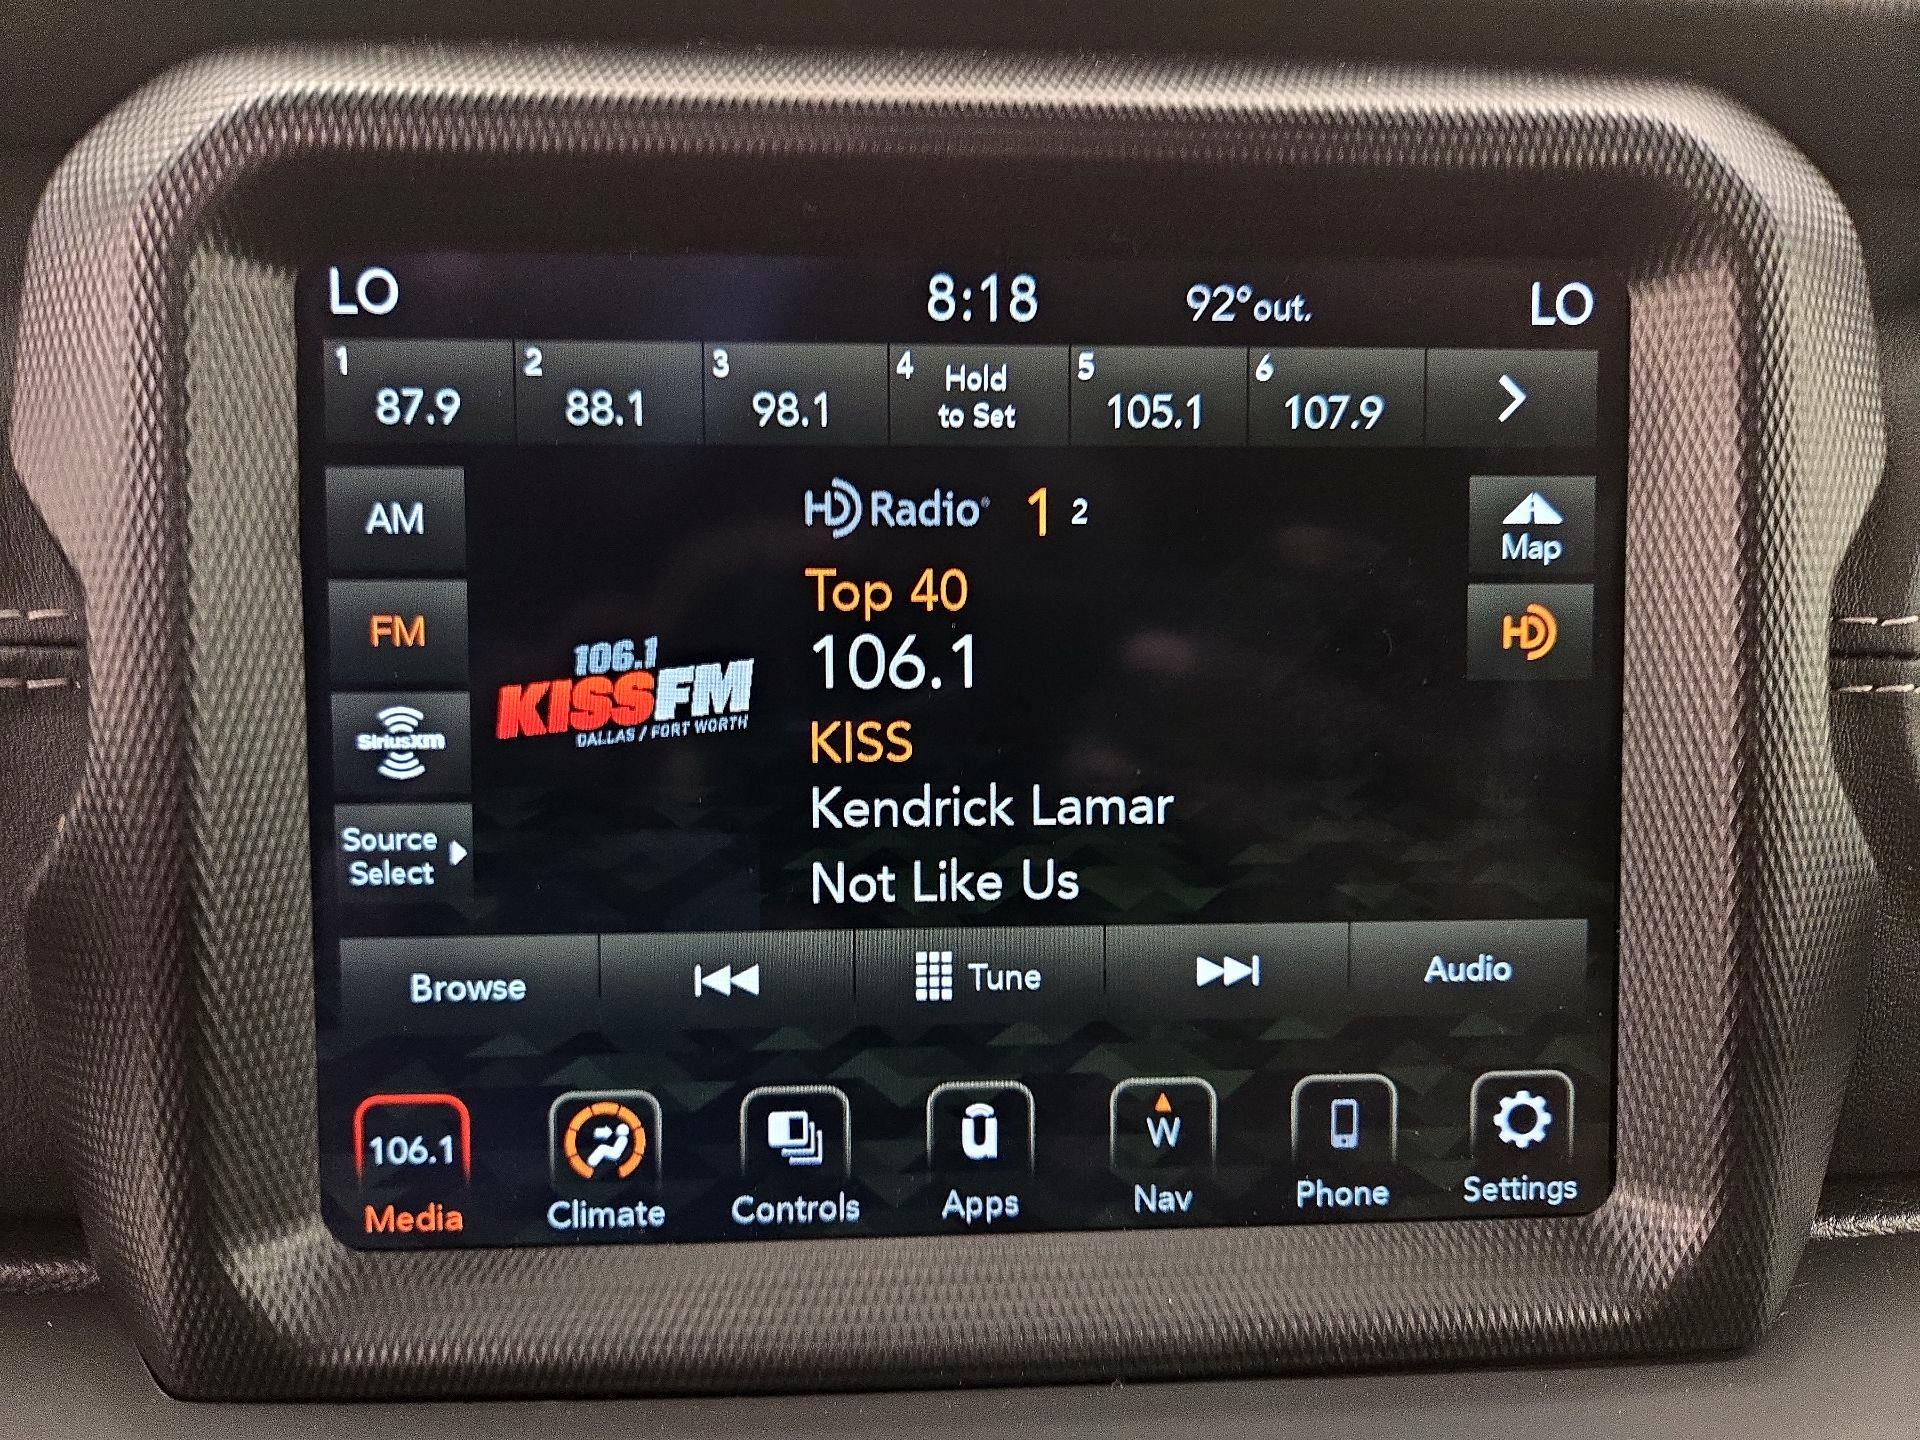 LO 8:18 92°out. LO
1 87.9 2 88.1 3 98.1 4 Hold to Set 5 105.1 6 107.9
AM
FM
SiriusXM
Source
Select
106.1
KISSFM
DALLAS / FORT WORTH
HD Radio® 1 2
Top 40
106.1
KISS
Kendrick Lamar
Not Like Us
Map
HD
Browse Tune Audio
106.1 u W
Media Climate Controls Apps Nav Phone Settings